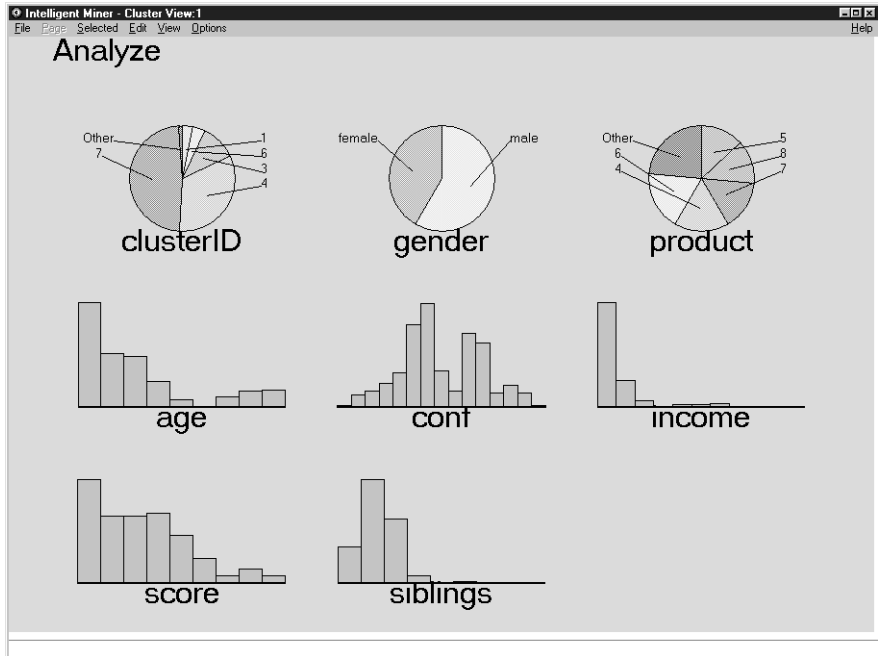 Intelligent Miner - Cluster View:1
File Page Selected Edit View Options Help
Analyze
Other
7
1
6
3
4
clusterID
female
male
gender
Other
6
4
5
8
7
product
age
conf
income
score
siblings